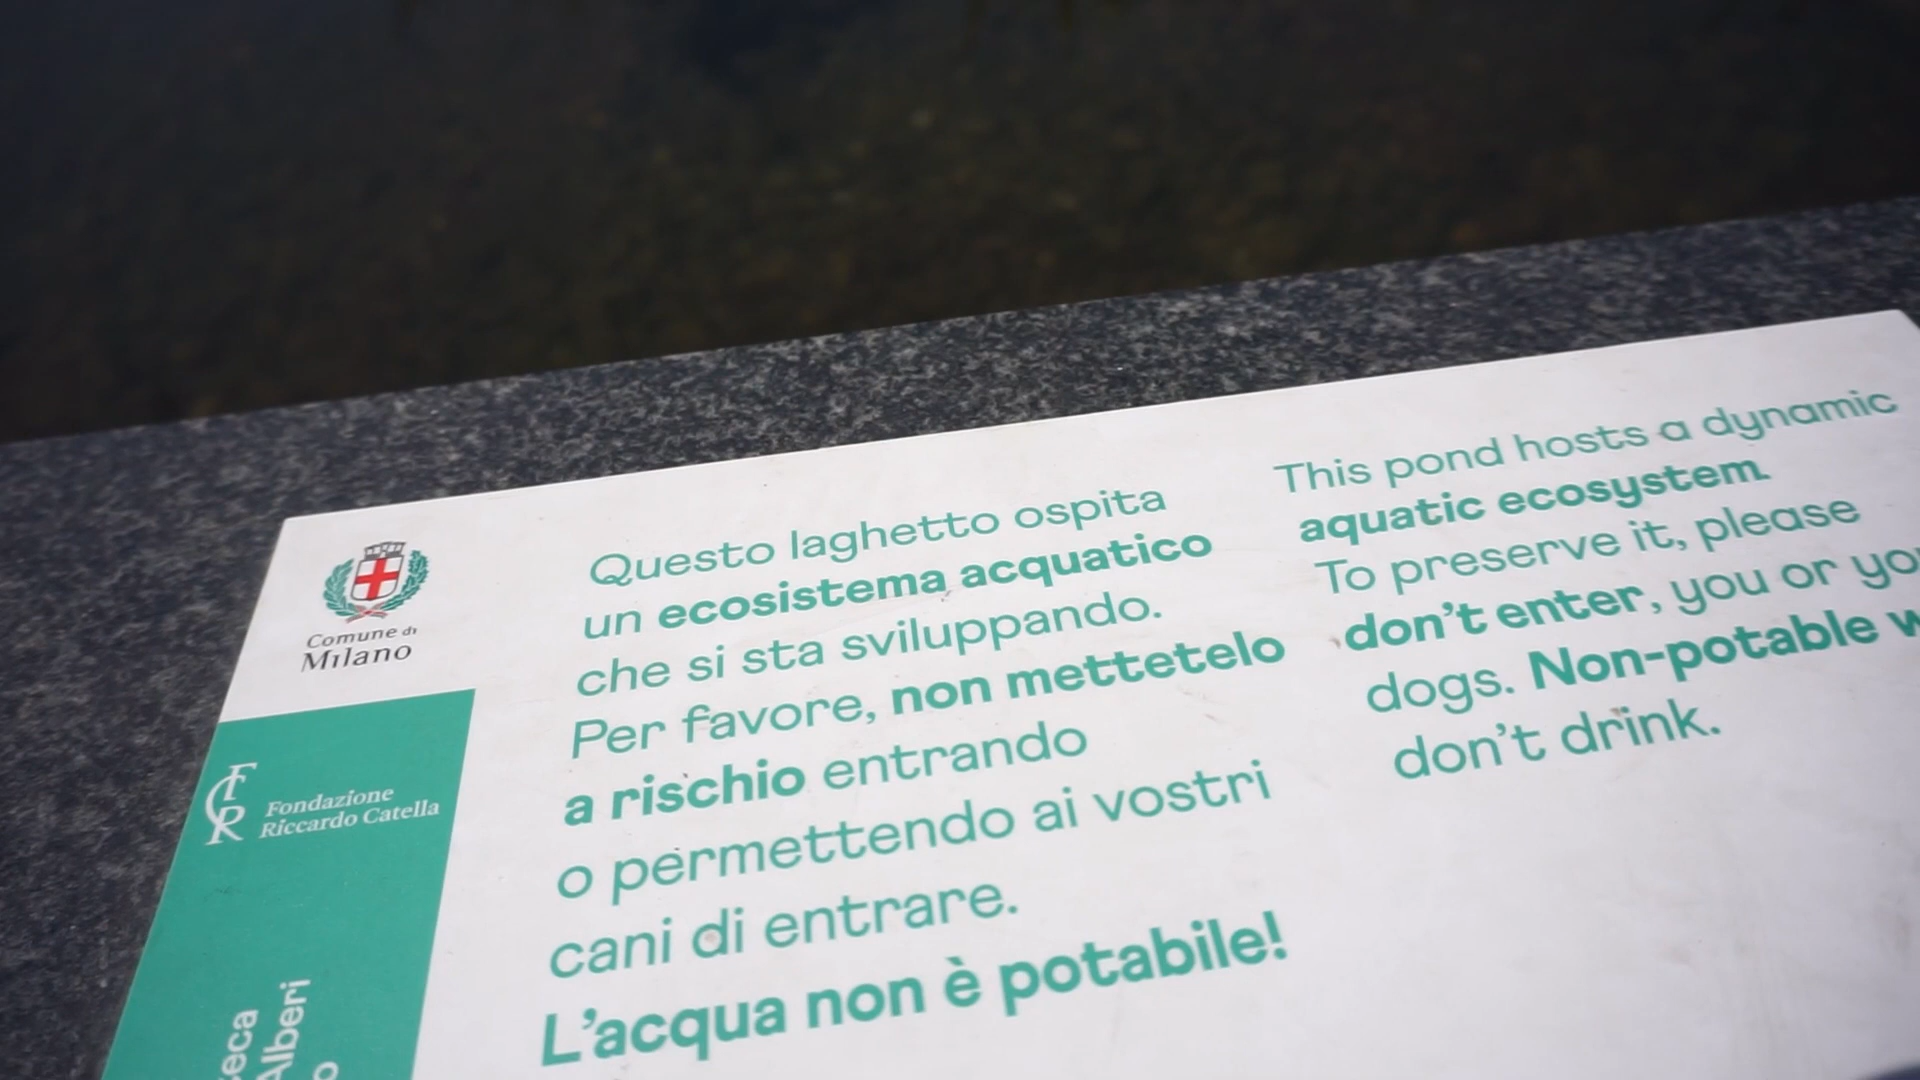 Comune di
Milano
Fondazione
Riccardo Catella
Questo laghetto ospita
un ecosistema acquatico
che si sta sviluppando.
Per favore, non mettetelo
a rischio entrando
o permettendo ai vostri
cani di entrare.
L'acqua non è potabile!
This pond hosts a dynamic
aquatic ecosystem.
To preserve it, please
don't enter, you or
dogs. Non-potable
don't drink.
Alberi